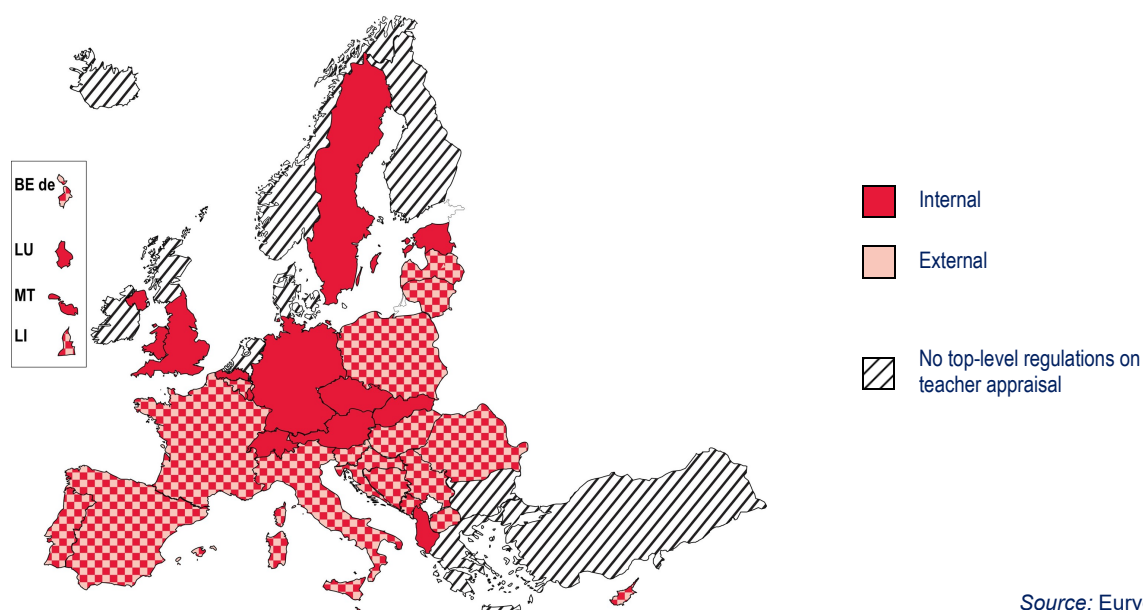 BE de
LU
MT
LI
Internal
External
No top-level regulations on
teacher appraisal
Source: Eury